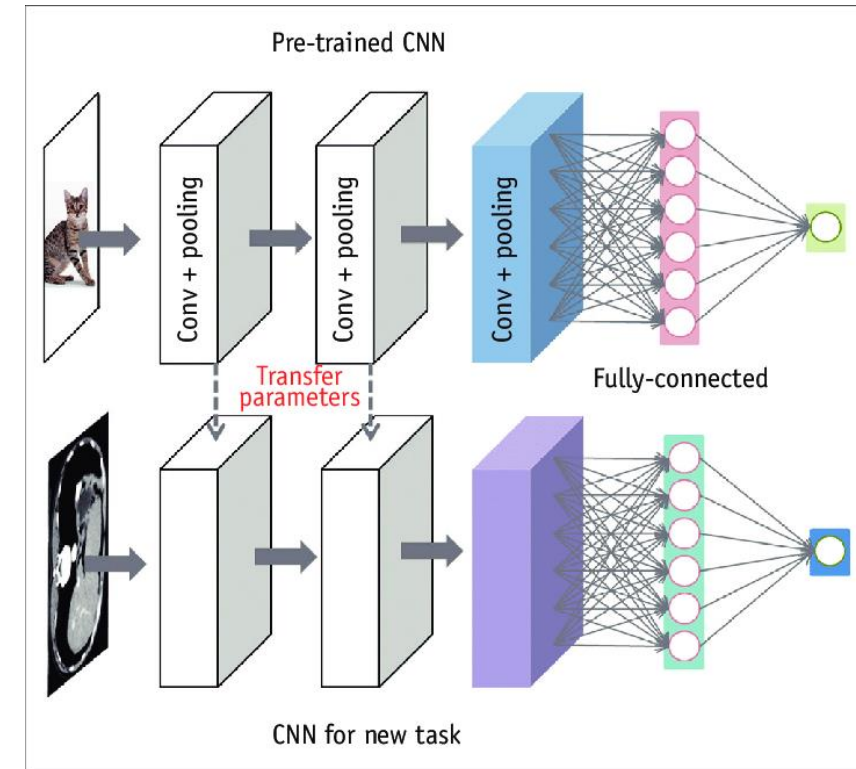 Pre-trained CNN
Conv + pooling
Conv + pooling
Conv + pooling
Transfer
parameters
Fully-connected
CNN for new task